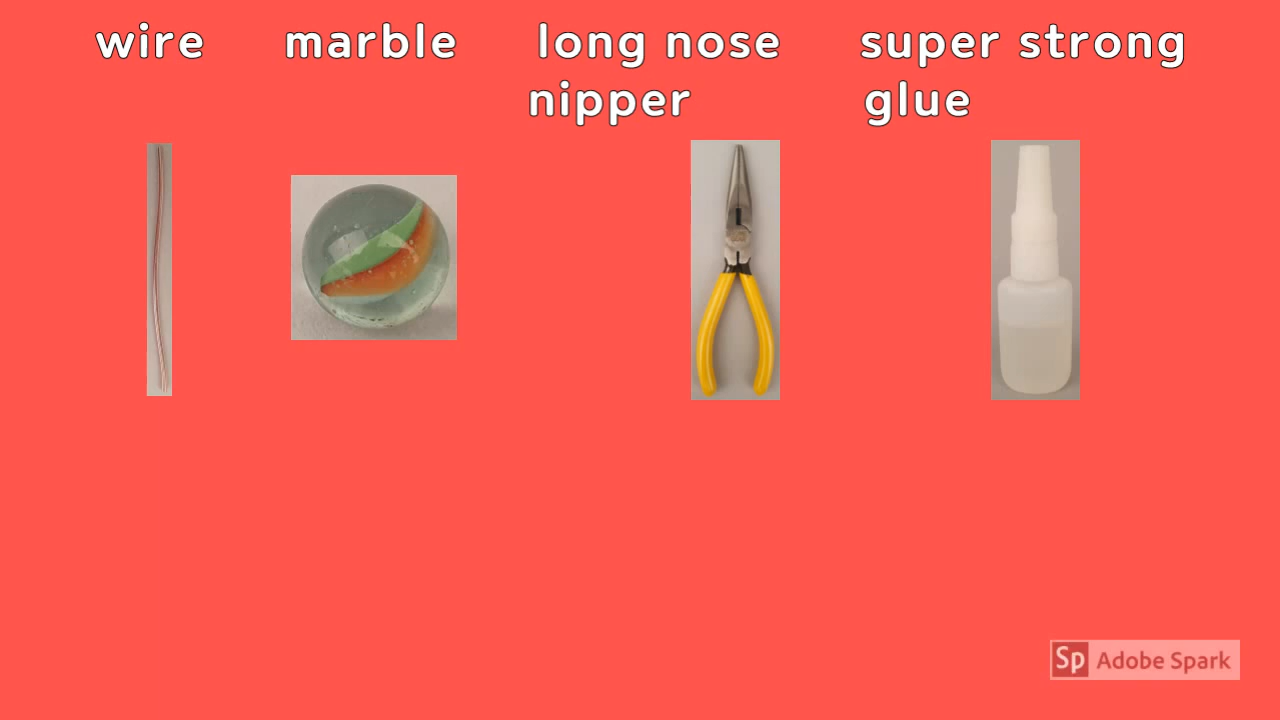 wire
marble
long nose
nipper
super strong
glue
Sp Adobe Spark